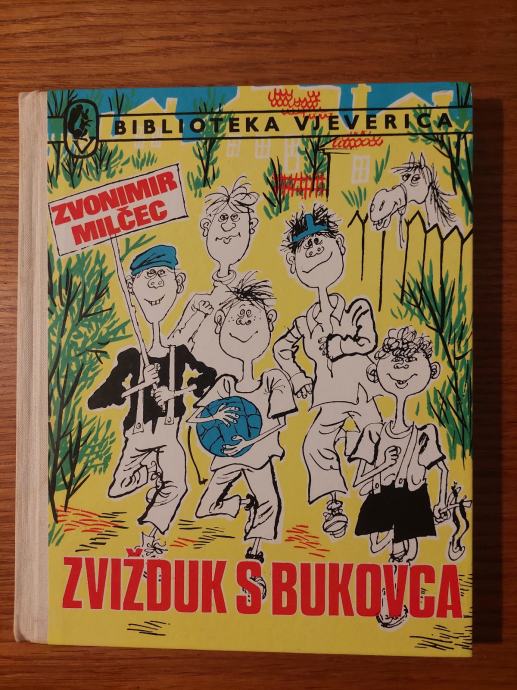 BIBLIOTEKA VJEVERICA
ZVONIMIR
MILČEC
ZVIŽDUK S BUKOVCA